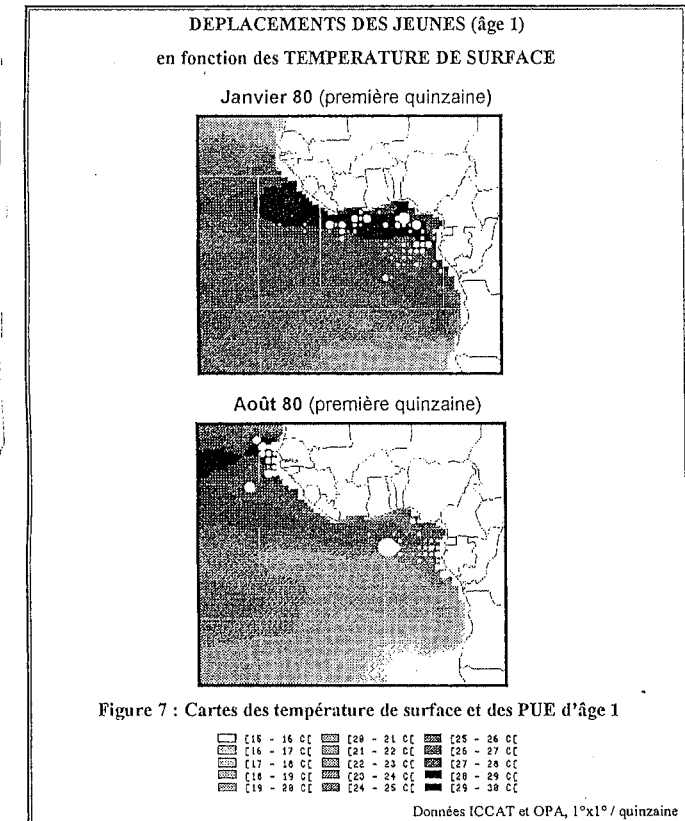 DEPLACEMENTS DES JEUNES (âge 1)
en fonction des TEMPERATURE DE SURFACE
Janvier 80 (première quinzaine)
Août 80 (première quinzaine)
Figure 7 : Cartes des température de surface et des PUE d'âge 1
[15 - 16 C[ [20 - 21 C[ [25 - 26 C[
[16 - 17 C[ [21 - 22 C[ [26 - 27 C[
[17 - 18 C[ [22 - 23 C[ [27 - 28 C[
[18 - 19 C[ [23 - 24 C[ [28 - 29 C[
[19 - 20 C[ [24 - 25 C[ [29 - 30 C[
Données ICCAT et OPA, 1°x1° / quinzaine